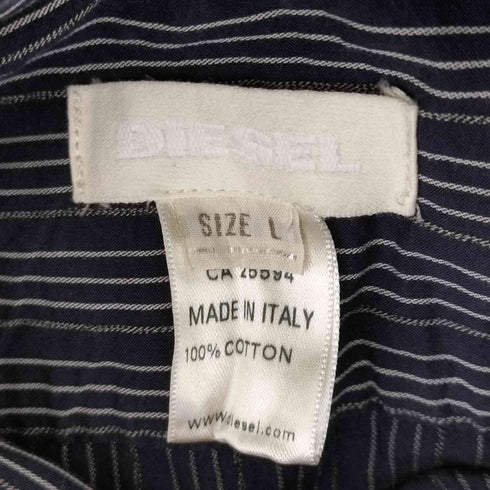 DIESEL
SIZE L
CA 25594
MADE IN ITALY
100% COTTON
www.diesel.com